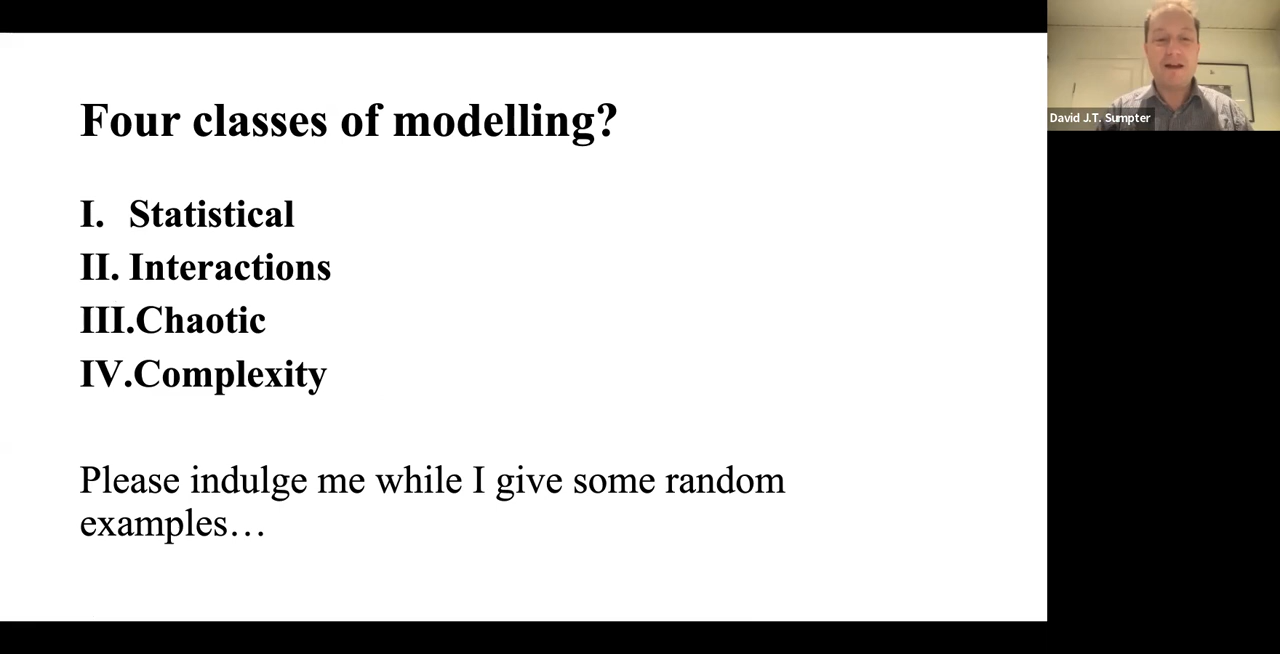 Four classes of modelling?
I. Statistical
II. Interactions
III.Chaotic
IV.Complexity
Please indulge me while I give some random
examples…
David J.T. Sumpter